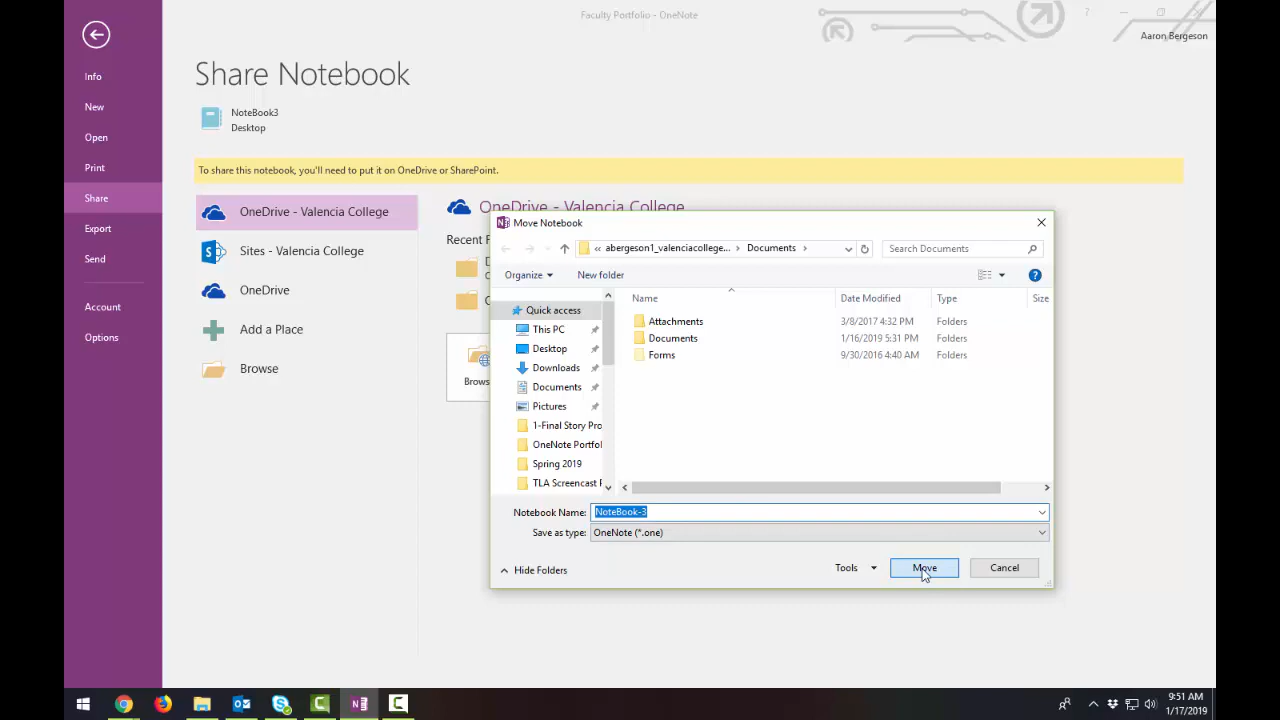 Faculty Portfolio - OneNote
?
Aaron Bergeson
Info
New
Open
Print
Share
Export
Send
Account
Options
Share Notebook
NoteBook3
Desktop
To share this notebook, you'll need to put it on OneDrive or SharePoint.
OneDrive - Valencia College
Sites - Valencia College
OneDrive
Add a Place
Browse
OneDrive - Valencia College
Recent F
Brows
Move Notebook
« abergeson1_valenciacollege... › Documents ›
Search Documents
Organize
New folder
?
Quick access
This PC
Desktop
Downloads
Documents
Pictures
1-Final Story Pro
OneNote Portfol
Spring 2019
TLA Screencast F
Name Date Modified Type Size
Attachments 3/8/2017 4:32 PM Folders
Documents 1/16/2019 5:31 PM Folders
Forms 9/30/2016 4:40 AM Folders
Notebook Name: NoteBook-3
Save as type: OneNote (*.one)
Hide Folders
Tools
Move
Cancel
9:51 AM
1/17/2019